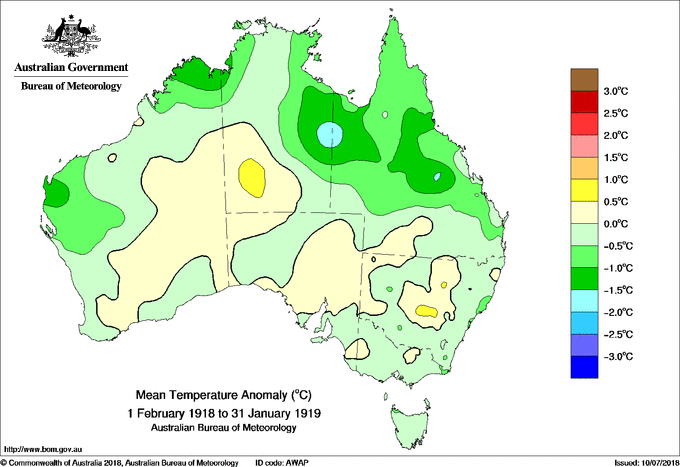 Australian Government
Bureau of Meteorology
3.0°C
2.5°C
2.0°C
1.5°C
1.0°C
0.5°C
0.0°C
-0.5°C
-1.0°C
-1.5°C
-2.0°C
-2.5°C
-3.0°C
Mean Temperature Anomaly (°C)
1 February 1918 to 31 January 1919
Australian Bureau of Meteorology
http://www.bom.gov.au
© Commonwealth of Australia 2018, Australian Bureau of Meteorology ID code: AWAP Issued: 10/07/2018